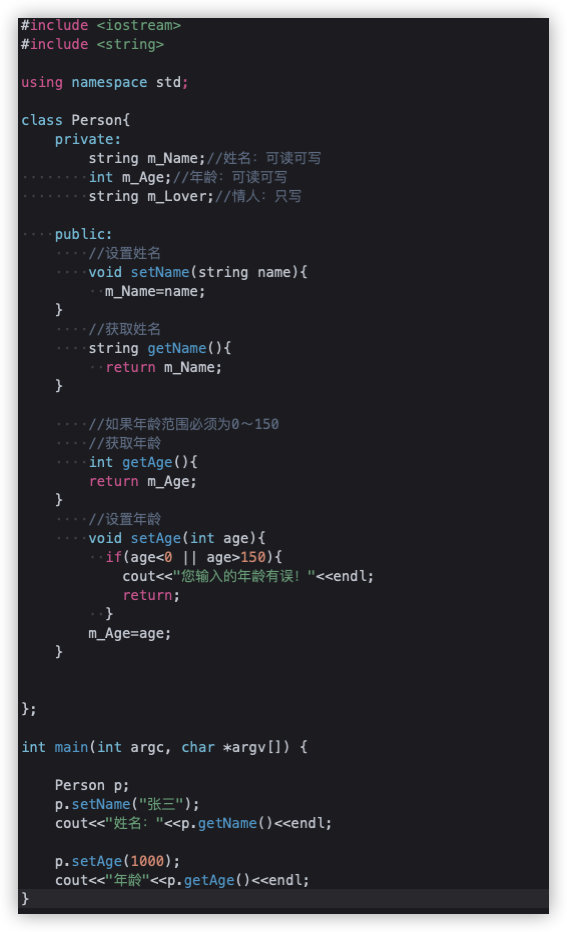 #include <iostream>
#include <string>
using namespace std;
class Person{
private:
string m_Name;//姓名：可读可写
int m_Age;//年龄：可读可写
string m_Lover;//情人：只写
public:
//设置姓名
void setName(string name){
m_Name=name;
}
//获取姓名
string getName(){
return m_Name;
}
//如果年龄范围必须为0～150
//获取年龄
int getAge(){
return m_Age;
}
//设置年龄
void setAge(int age){
if(age<0 || age>150){
cout<<"您输入的年龄有误！"<<endl;
return;
}
m_Age=age;
}
};
int main(int argc, char *argv[]) {
Person p;
p.setName("张三");
cout<<"姓名："<<p.getName()<<endl;
p.setAge(1000);
cout<<"年龄"<<p.getAge()<<endl;
}